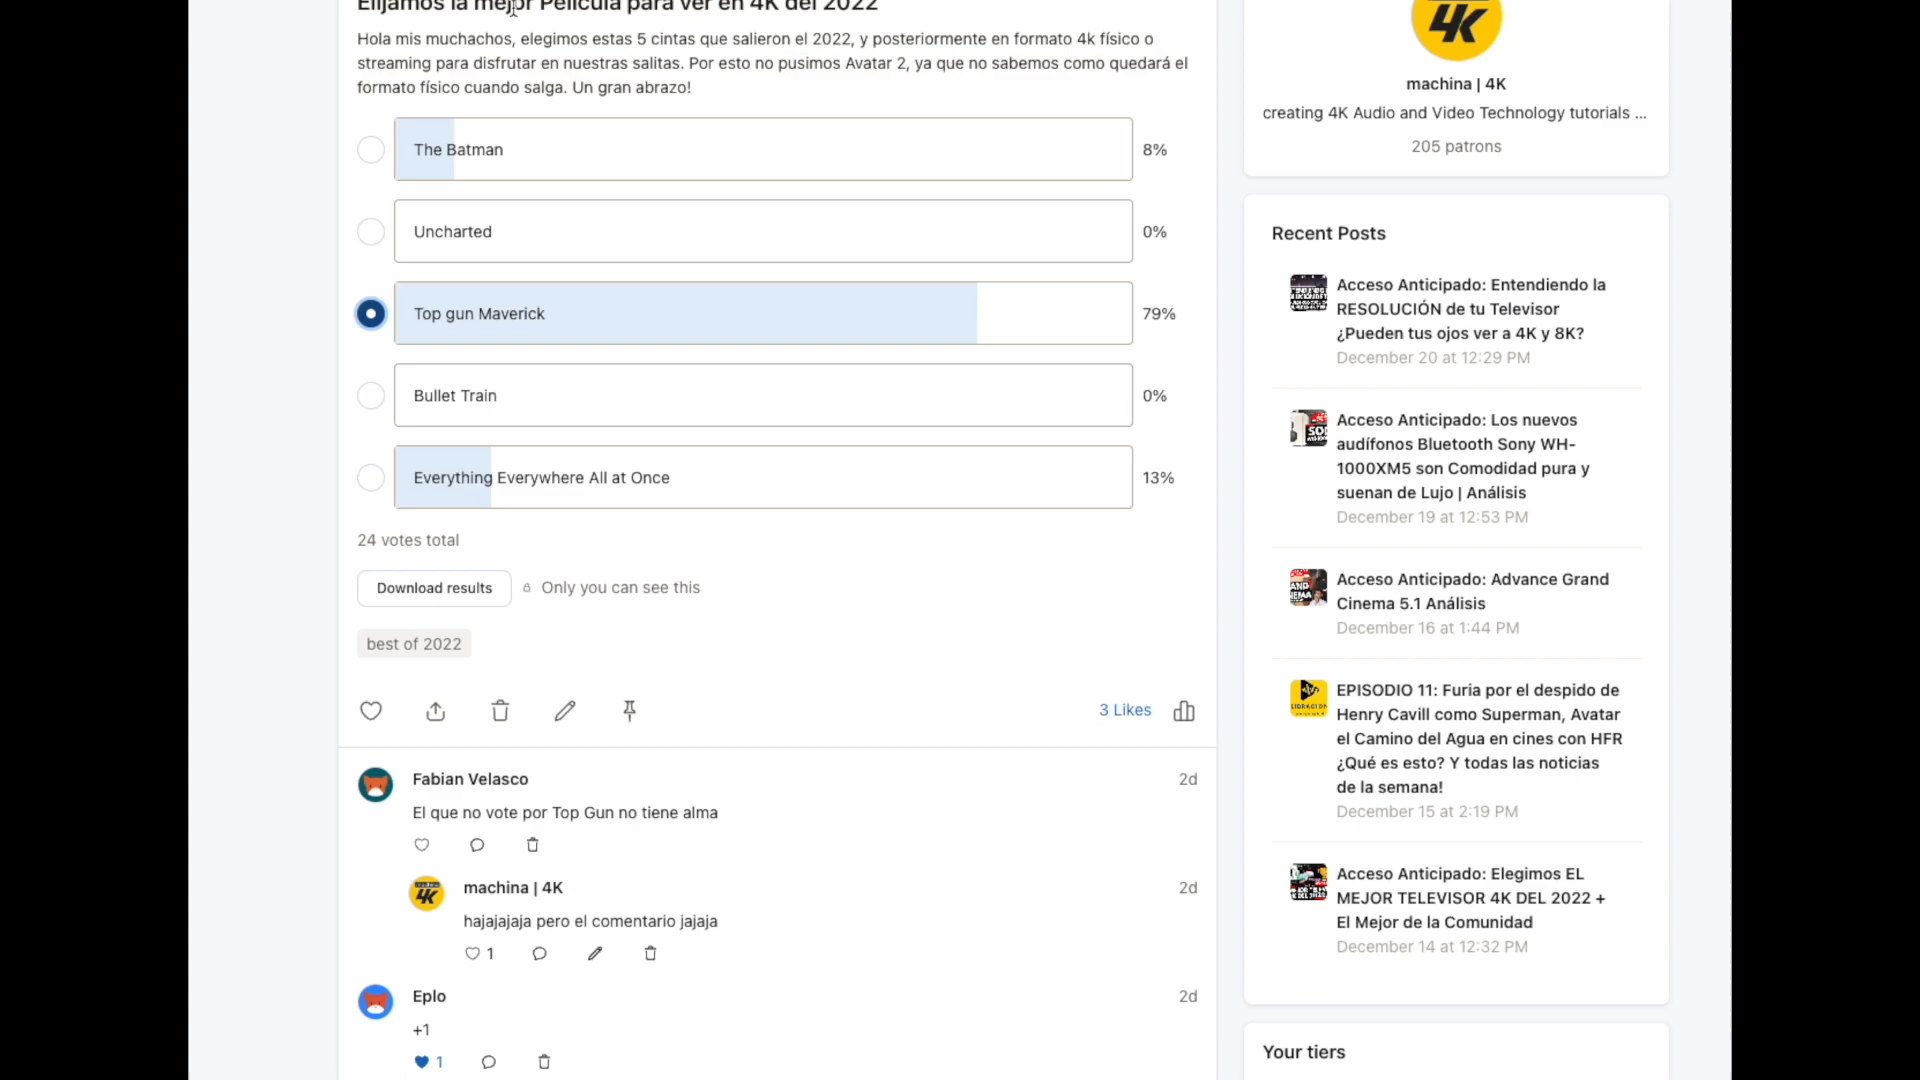 Elijamos la mejor Película para ver en 4K del 2022
Hola mis muchachos, elegimos estas 5 cintas que salieron el 2022, y posteriormente en formato 4k físico o
streaming para disfrutar en nuestras salitas. Por esto no pusimos Avatar 2, ya que no sabemos como quedará el
formato físico cuando salga. Un gran abrazo!
The Batman
8%
Uncharted
0%
Top gun Maverick
79%
Bullet Train
0%
Everything Everywhere All at Once
13%
24 votes total
Download results
Only you can see this
best of 2022
3 Likes
Fabian Velasco
2d
El que no vote por Top Gun no tiene alma
machina | 4K
2d
hajajajaja pero el comentario jajaja
1
Eplo
2d
+1
1
4K
machina | 4K
creating 4K Audio and Video Technology tutorials ...
205 patrons
Recent Posts
Acceso Anticipado: Entendiendo la
RESOLUCIÓN de tu Televisor
¿Pueden tus ojos ver a 4K y 8K?
December 20 at 12:29 PM
Acceso Anticipado: Los nuevos
audífonos Bluetooth Sony WH-
1000XM5 son Comodidad pura y
suenan de Lujo | Análisis
December 19 at 12:53 PM
Acceso Anticipado: Advance Grand
Cinema 5.1 Análisis
December 16 at 1:44 PM
EPISODIO 11: Furia por el despido de
Henry Cavill como Superman, Avatar
el Camino del Agua en cines con HFR
¿Qué es esto? Y todas las noticias
de la semana!
December 15 at 2:19 PM
Acceso Anticipado: Elegimos EL
MEJOR TELEVISOR 4K DEL 2022 +
El Mejor de la Comunidad
December 14 at 12:32 PM
Your tiers